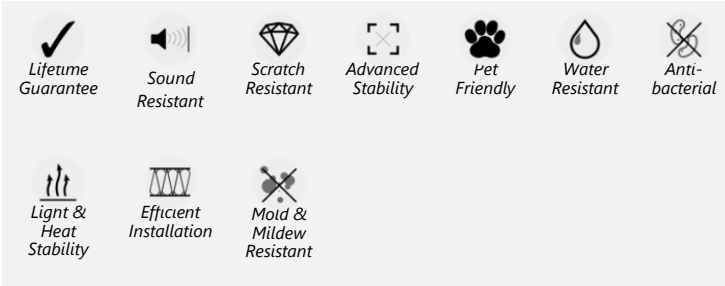 Lifetime
Guarantee
Sound
Resistant
Scratch
Resistant
Advanced
Stability
Pet
Friendly
Water
Resistant
Anti-
bacterial
Light &
Heat
Stability
Efficient
Installation
Mold &
Mildew
Resistant